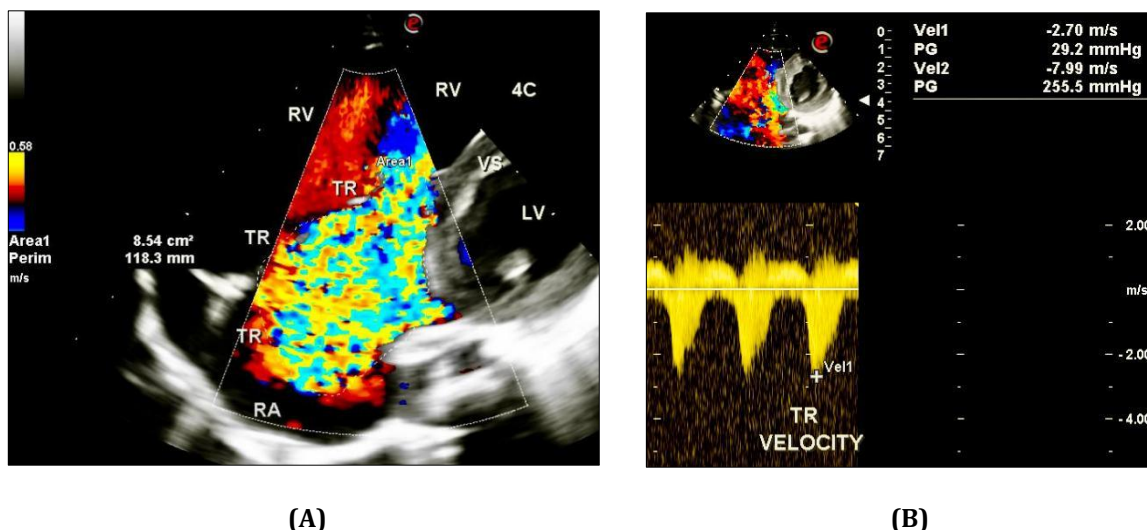 RV
RV
4C
0.58
Area1
VS
TR
LV
TR
Area1 8.54 cm²
Perim 118.3 mm
m/s
TR
RA
(A)
0
1
2
3
4
5
6
7
Vel1 -2.70 m/s
PG 29.2 mmHg
Vel2 -7.99 m/s
PG 255.5 mmHg
2.00
m/s
-2.00
Vel1
TR
VELOCITY
-4.00
(B)